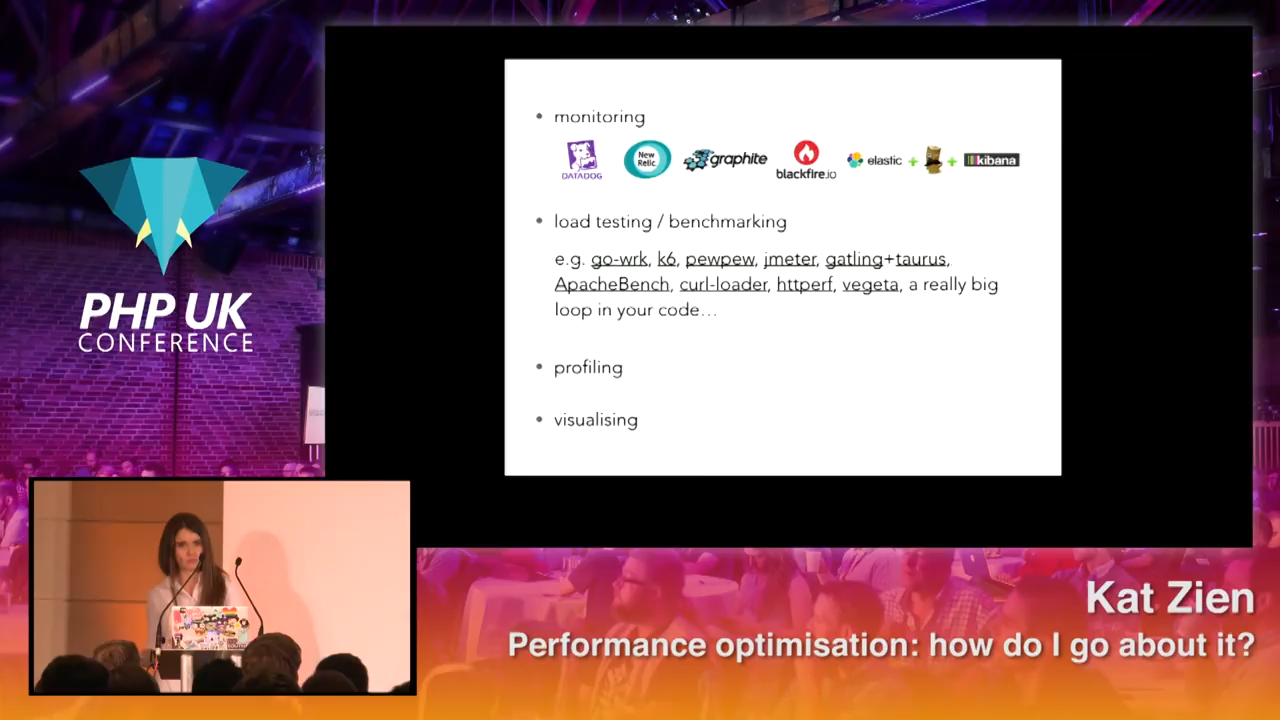 PHP UK
CONFERENCE
• monitoring
DATADOG
New
Relic
graphite
blackfire.io
elastic + + kibana
• load testing / benchmarking
e.g. go-wrk, k6, pewpew, jmeter, gatling+taurus,
ApacheBench, curl-loader, httperf, vegeta, a really big
loop in your code…
• profiling
• visualising
Kat Zien
Performance optimisation: how do I go about it?